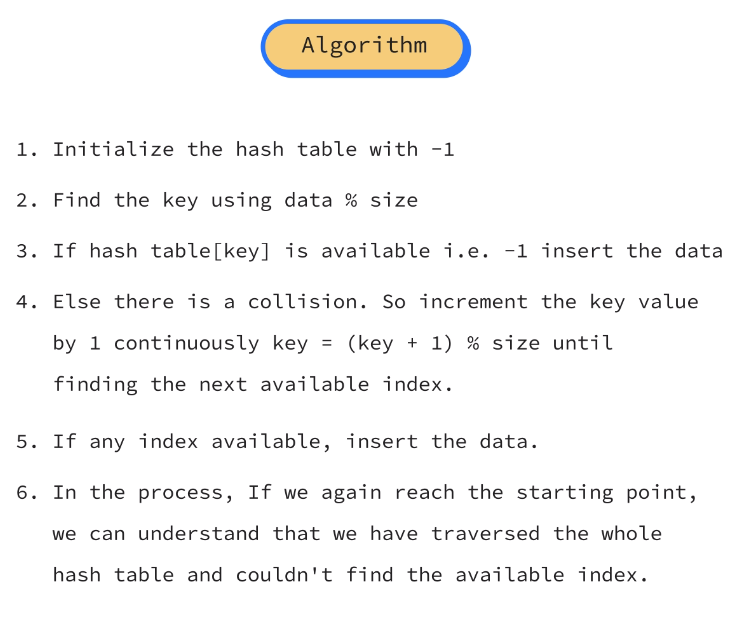 Algorithm
1. Initialize the hash table with -1
2. Find the key using data % size
3. If hash table[key] is available i.e. -1 insert the data
4. Else there is a collision. So increment the key value
by 1 continuously key = (key + 1) % size until
finding the next available index.
5. If any index available, insert the data.
6. In the process, If we again reach the starting point,
we can understand that we have traversed the whole
hash table and couldn't find the available index.